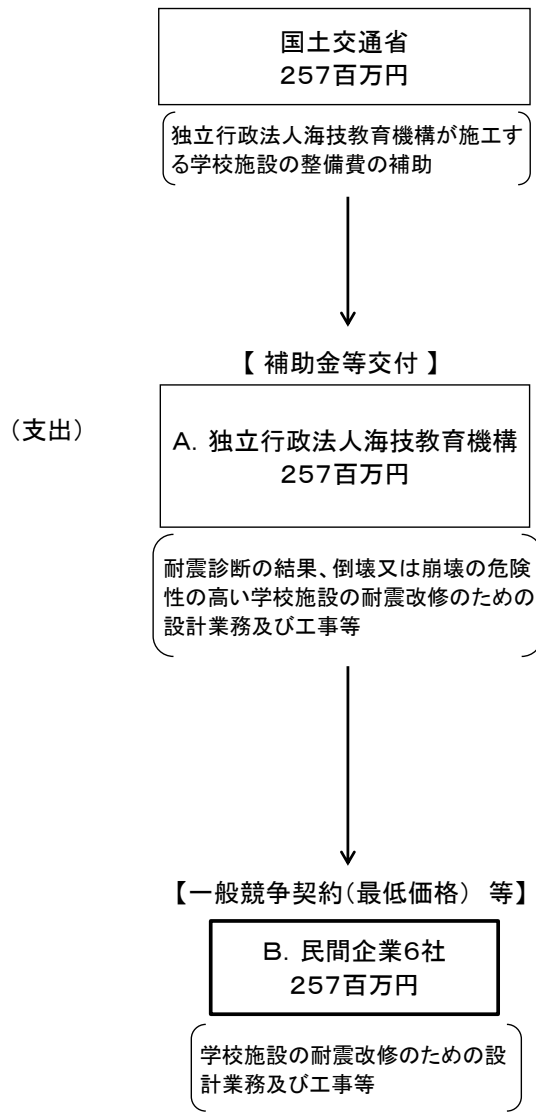 国土交通省
257百万円
独立行政法人海技教育機構が施工す
る学校施設の整備費の補助
【 補助金等交付 】
（支出）
A. 独立行政法人海技教育機構
257百万円
耐震診断の結果、倒壊又は崩壊の危険
性の高い学校施設の耐震改修のための
設計業務及び工事等
【一般競争契約（最低価格） 等】
B. 民間企業6社
257百万円
学校施設の耐震改修のための設
計業務及び工事等